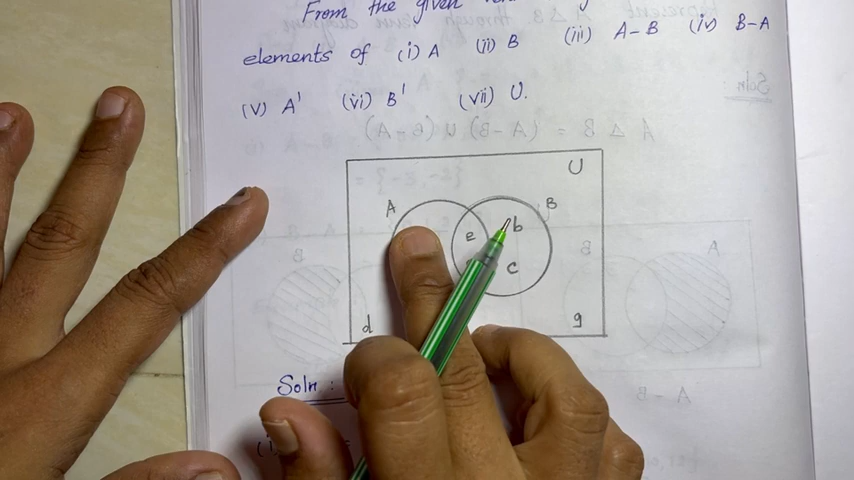 From the given
elements of (i) A (ii) B (iii) A-B (iv) B-A
(v) A' (vi) B' (vii) U.
U
A B
e b
c
d g
Soln :
(i) =